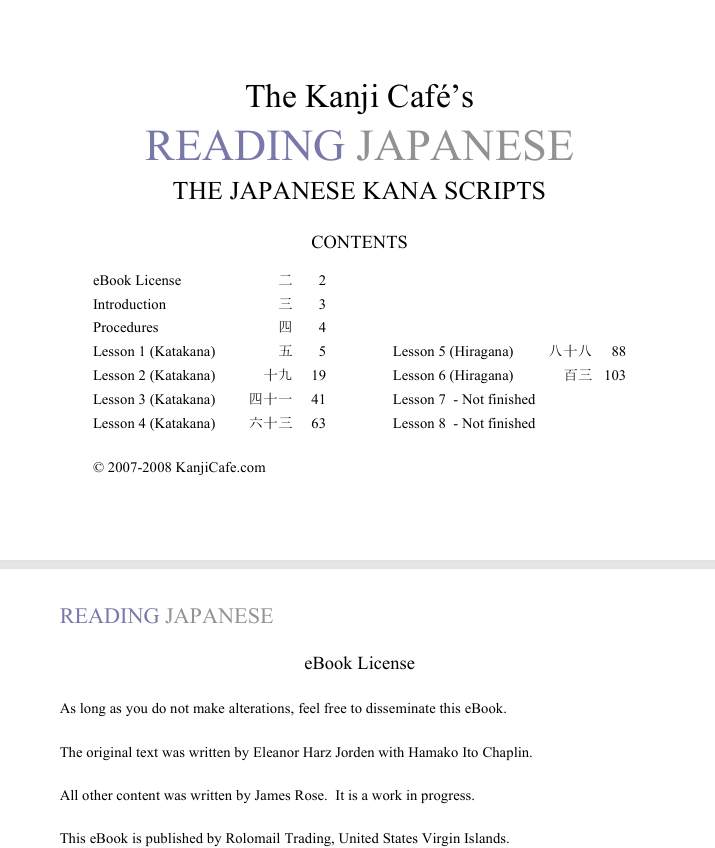 The Kanji Café’s
READING JAPANESE
THE JAPANESE KANA SCRIPTS
CONTENTS
eBook License 二 2
Introduction 三 3
Procedures 四 4
Lesson 1 (Katakana) 五 5
Lesson 2 (Katakana) 十九 19
Lesson 3 (Katakana) 四十一 41
Lesson 4 (Katakana) 六十三 63
Lesson 5 (Hiragana) 八十八 88
Lesson 6 (Hiragana) 百三 103
Lesson 7 - Not finished
Lesson 8 - Not finished
© 2007-2008 KanjiCafe.com
READING JAPANESE
eBook License
As long as you do not make alterations, feel free to disseminate this eBook.
The original text was written by Eleanor Harz Jorden with Hamako Ito Chaplin.
All other content was written by James Rose.  It is a work in progress.
This eBook is published by Rolomail Trading, United States Virgin Islands.